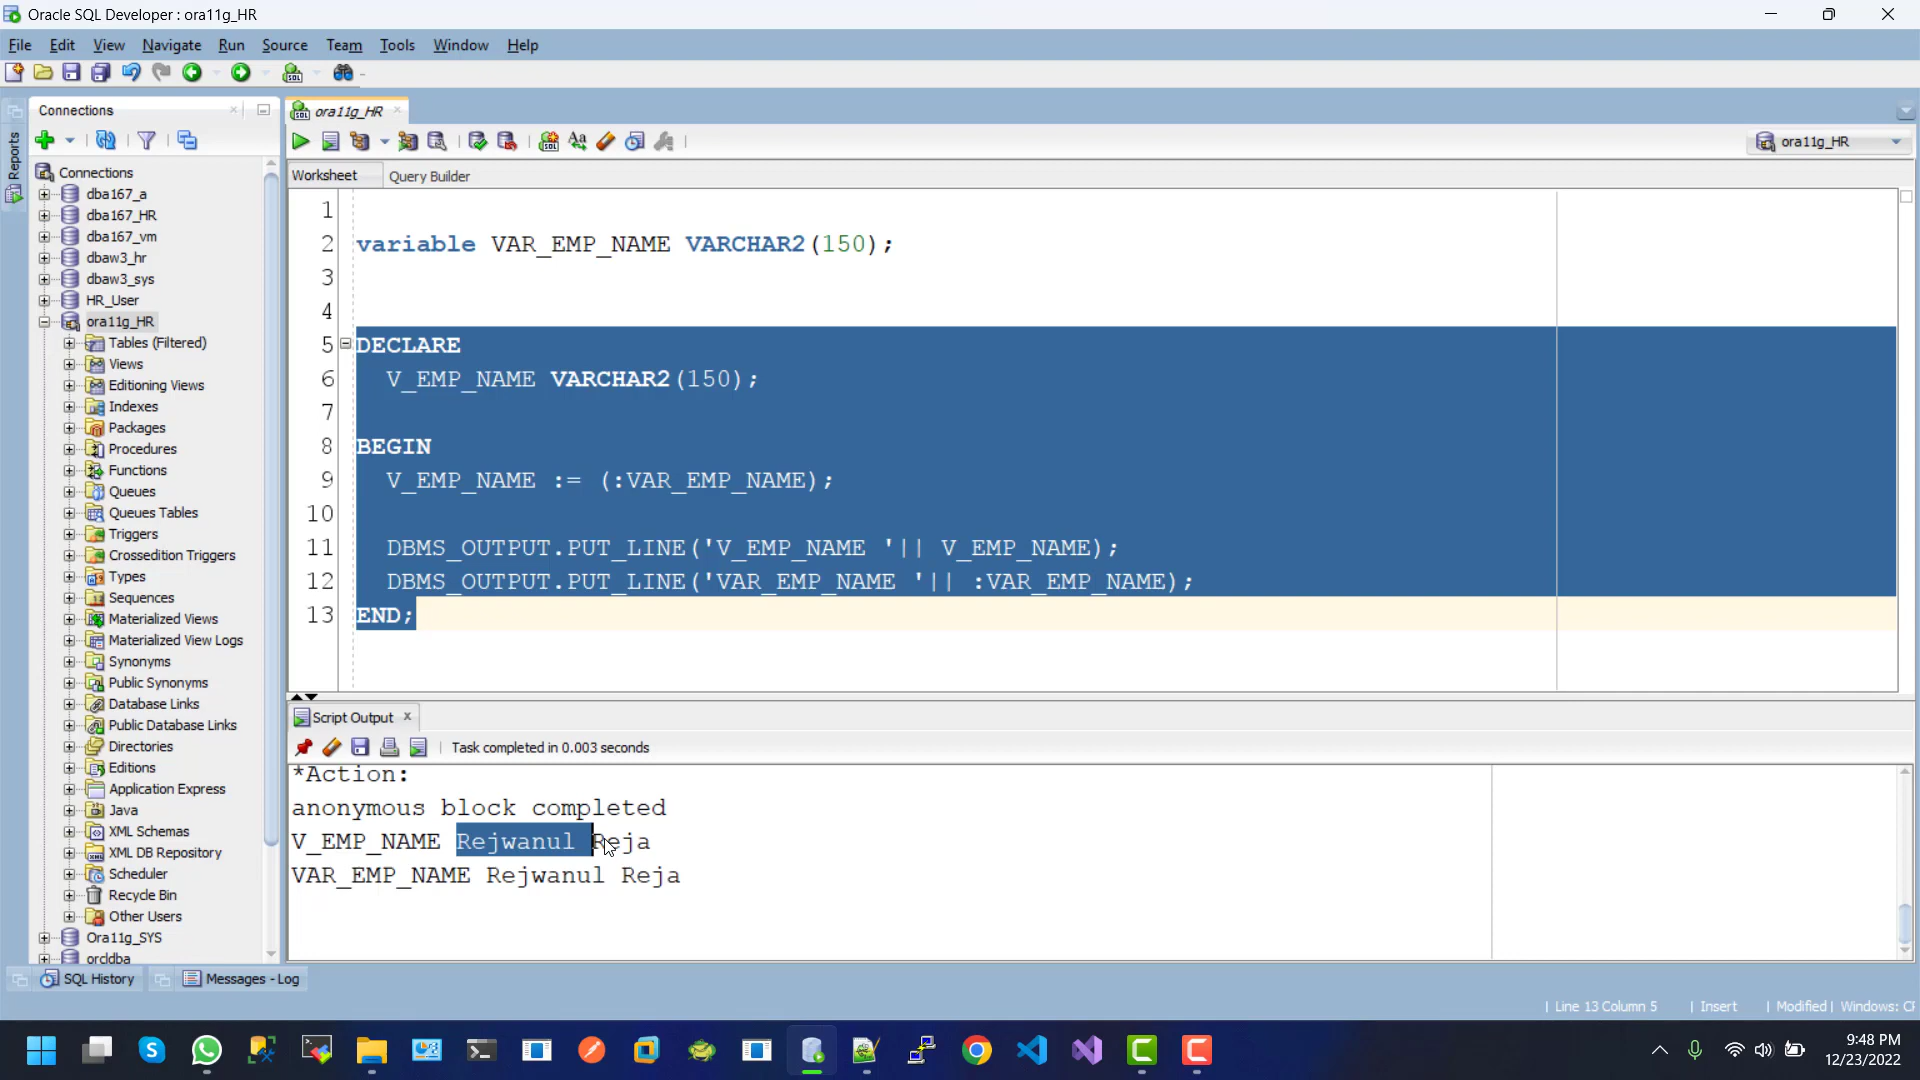 Oracle SQL Developer : ora11g_HR
File Edit View Navigate Run Source Team Tools Window Help
Connections
ora11g_HR
ora11g_HR
Reports
Worksheet Query Builder
Connections
dba167_a
dba167_HR
dba167_vm
dbaw3_hr
dbaw3_sys
HR_User
ora11g_HR
Tables (Filtered)
Views
Editioning Views
Indexes
Packages
Procedures
Functions
Queues
Queues Tables
Triggers
Crossedition Triggers
Types
Sequences
Materialized Views
Materialized View Logs
Synonyms
Public Synonyms
Database Links
Public Database Links
Directories
Editions
Application Express
Java
XML Schemas
XML DB Repository
Scheduler
Recycle Bin
Other Users
Ora11g_SYS
orcldba
1
2 variable VAR_EMP_NAME VARCHAR2(150);
3
4
5 DECLARE
6 V_EMP_NAME VARCHAR2(150);
7
8 BEGIN
9 V_EMP_NAME := (:VAR_EMP_NAME);
10
11 DBMS_OUTPUT.PUT_LINE('V_EMP_NAME '|| V_EMP_NAME);
12 DBMS_OUTPUT.PUT_LINE('VAR_EMP_NAME '|| :VAR_EMP_NAME);
13 END;
Script Output
Task completed in 0.003 seconds
*Action:
anonymous block completed
V_EMP_NAME Rejwanul Reja
VAR_EMP_NAME Rejwanul Reja
SQL History Messages - Log
Line 13 Column 5 Insert Modified Windows: CF
9:48 PM
12/23/2022